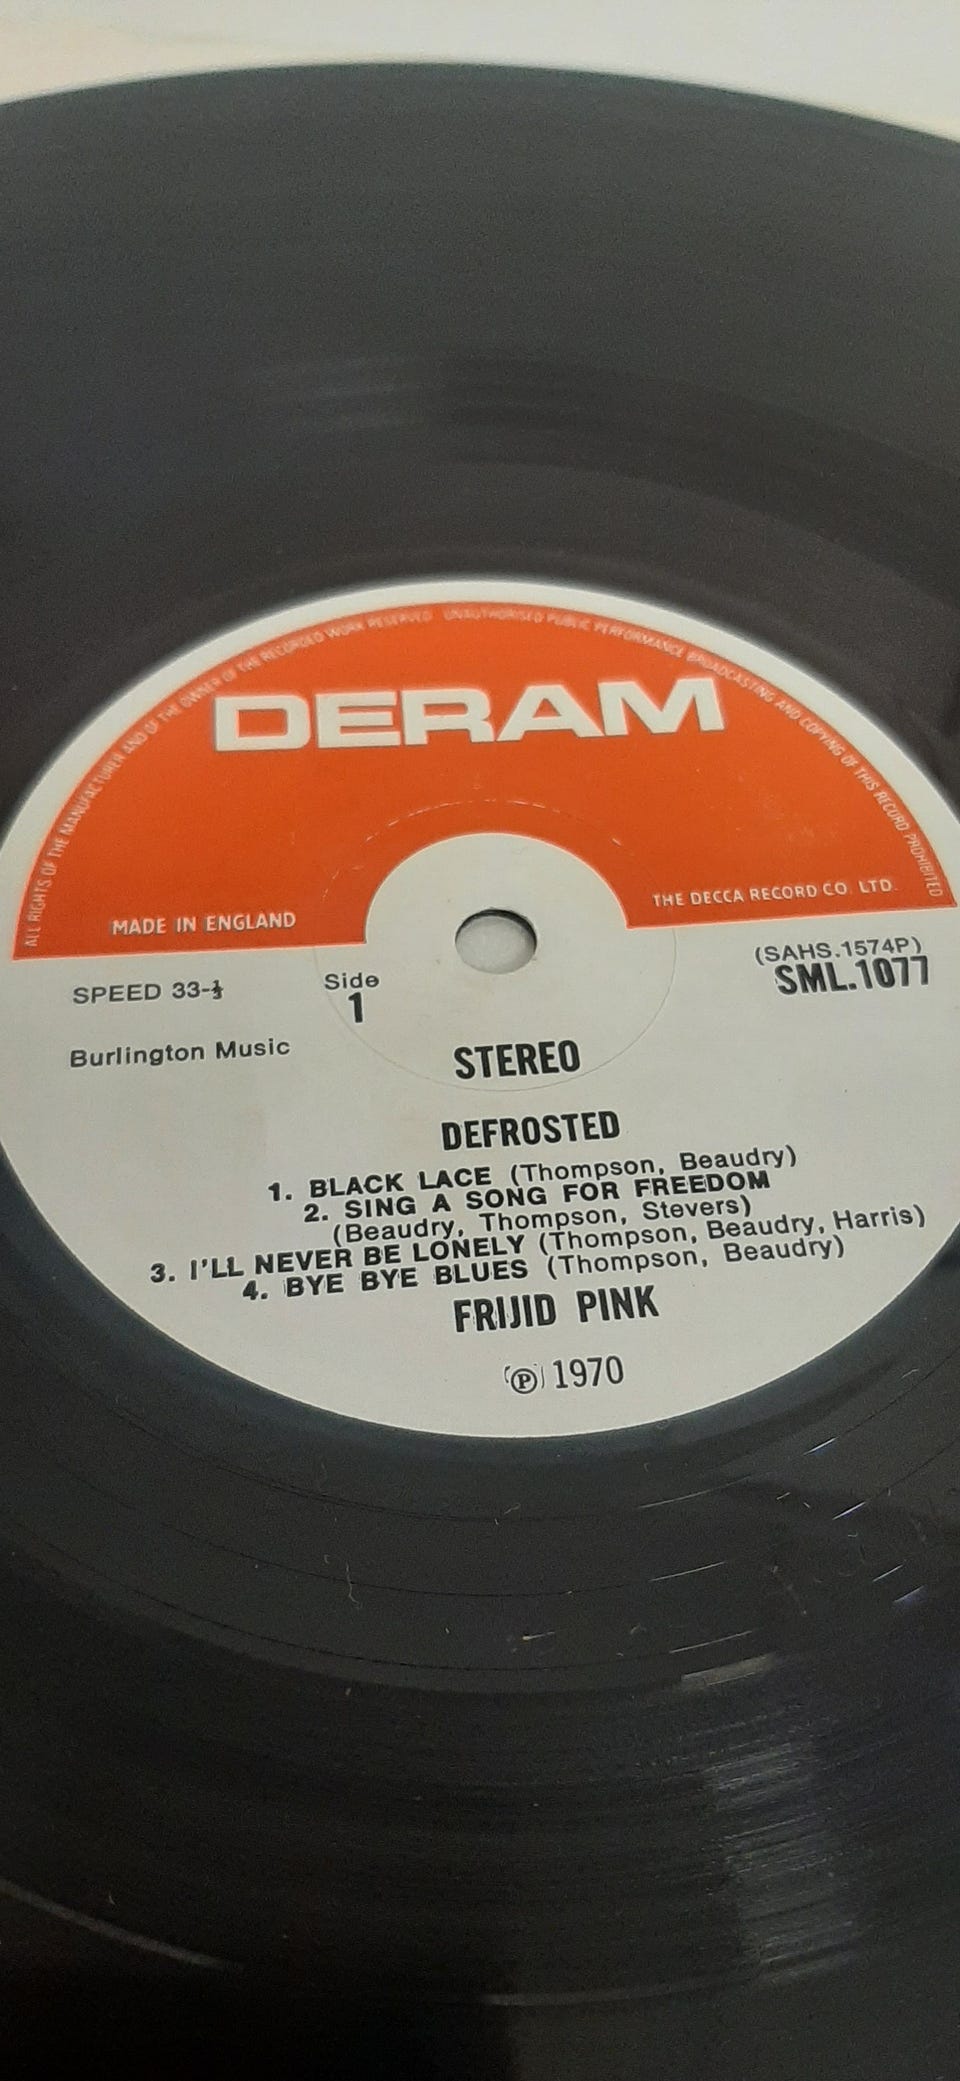 ALL RIGHTS OF THE MANUFACTURER AND OF THE OWNER OF THE RECORDED WORK RESERVED UNAUTHORISED PUBLIC PERFORMANCE BROADCASTING AND COPYING OF THIS RECORD PROHIBITED
DERAM
MADE IN ENGLAND
THE DECCA RECORD CO. LTD.
SPEED 33-⅓
Side
1
(SAHS.1574P)
SML.1077
Burlington Music
STEREO
DEFROSTED
1. BLACK LACE (Thompson, Beaudry)
2. SING A SONG FOR FREEDOM
(Beaudry, Thompson, Stevers)
3. I'LL NEVER BE LONELY (Thompson, Beaudry, Harris)
4. BYE BYE BLUES (Thompson, Beaudry)
FRIJID PINK
℗ 1970